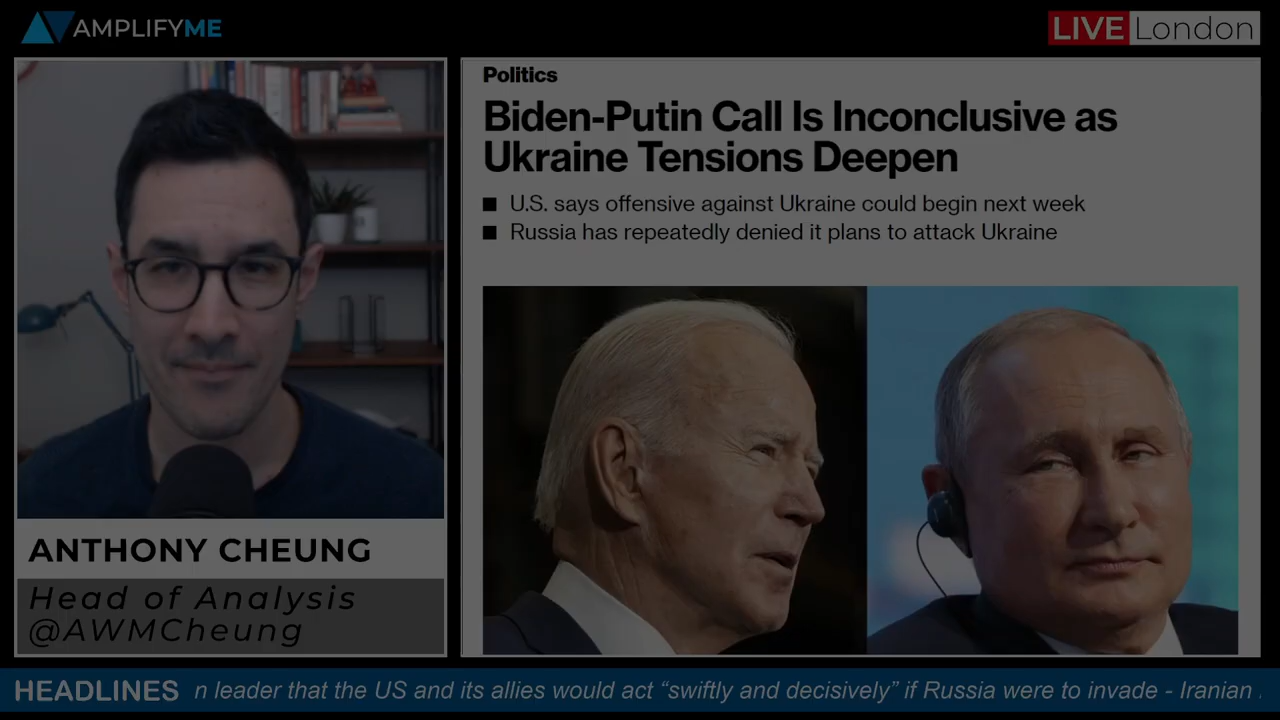 AMPLIFYME
LIVE London
Politics
Biden-Putin Call Is Inconclusive as
Ukraine Tensions Deepen
U.S. says offensive against Ukraine could begin next week
Russia has repeatedly denied it plans to attack Ukraine
ANTHONY CHEUNG
Head of Analysis
@AWMCheung
HEADLINES n leader that the US and its allies would act “swiftly and decisively” if Russia were to invade - Iranian